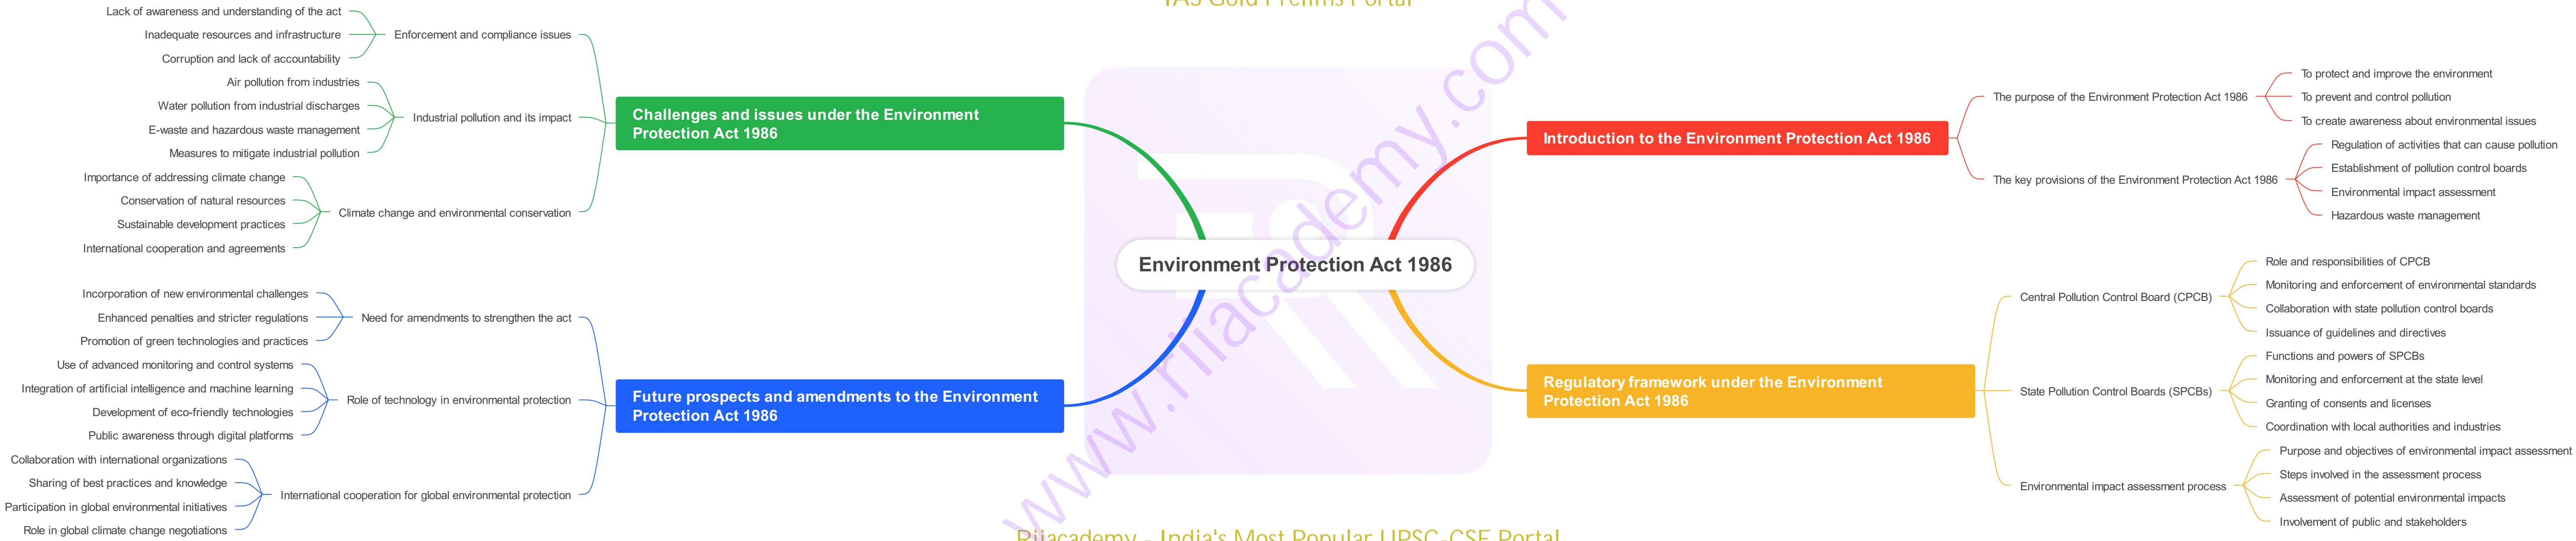 IAS Gold Prelims Portal
Lack of awareness and understanding of the act
Inadequate resources and infrastructure
Corruption and lack of accountability
Enforcement and compliance issues
Air pollution from industries
Water pollution from industrial discharges
E-waste and hazardous waste management
Measures to mitigate industrial pollution
Industrial pollution and its impact
Importance of addressing climate change
Conservation of natural resources
Sustainable development practices
International cooperation and agreements
Climate change and environmental conservation
Challenges and issues under the Environment
Protection Act 1986
Incorporation of new environmental challenges
Enhanced penalties and stricter regulations
Promotion of green technologies and practices
Need for amendments to strengthen the act
Use of advanced monitoring and control systems
Integration of artificial intelligence and machine learning
Development of eco-friendly technologies
Public awareness through digital platforms
Role of technology in environmental protection
Collaboration with international organizations
Sharing of best practices and knowledge
Participation in global environmental initiatives
Role in global climate change negotiations
International cooperation for global environmental protection
Future prospects and amendments to the Environment
Protection Act 1986
Environment Protection Act 1986
www.rijiacademy.com
Introduction to the Environment Protection Act 1986
The purpose of the Environment Protection Act 1986
To protect and improve the environment
To prevent and control pollution
To create awareness about environmental issues
The key provisions of the Environment Protection Act 1986
Regulation of activities that can cause pollution
Establishment of pollution control boards
Environmental impact assessment
Hazardous waste management
Regulatory framework under the Environment
Protection Act 1986
Central Pollution Control Board (CPCB)
Role and responsibilities of CPCB
Monitoring and enforcement of environmental standards
Collaboration with state pollution control boards
Issuance of guidelines and directives
State Pollution Control Boards (SPCBs)
Functions and powers of SPCBs
Monitoring and enforcement at the state level
Granting of consents and licenses
Coordination with local authorities and industries
Environmental impact assessment process
Purpose and objectives of environmental impact assessment
Steps involved in the assessment process
Assessment of potential environmental impacts
Involvement of public and stakeholders
Rijacademy - India's Most Popular UPSC-CSE Portal